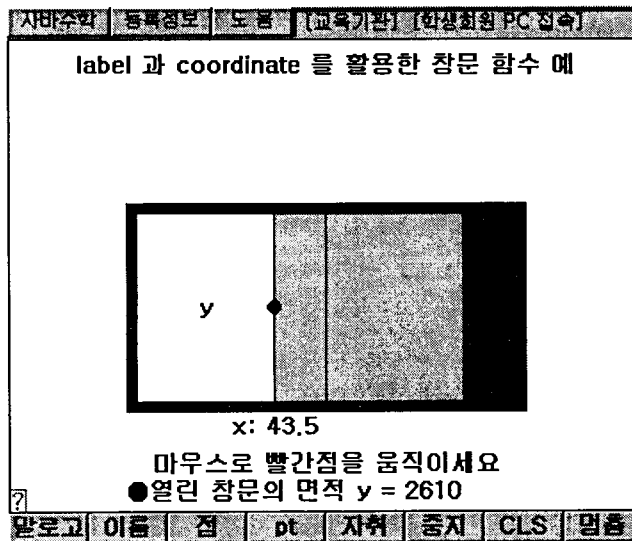 자바수학 등록정보 도 움 [교육기관] [학생회원 PC 접속]
label 과 coordinate 를 활용한 창문 함수 예
y
x: 43.5
마우스로 빨간점을 움직이세요
●열린 창문의 면적 y = 2610
?
말로고 이름 점 pt 자취 중지 CLS 멈춤